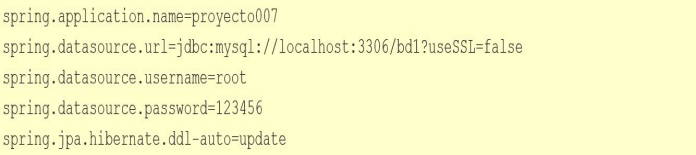 spring.application.name=proyecto007
spring.datasource.url=jdbc:mysql://localhost:3306/bd1?useSSL=false
spring.datasource.username=root
spring.datasource.password=123456
spring.jpa.hibernate.ddl-auto=update